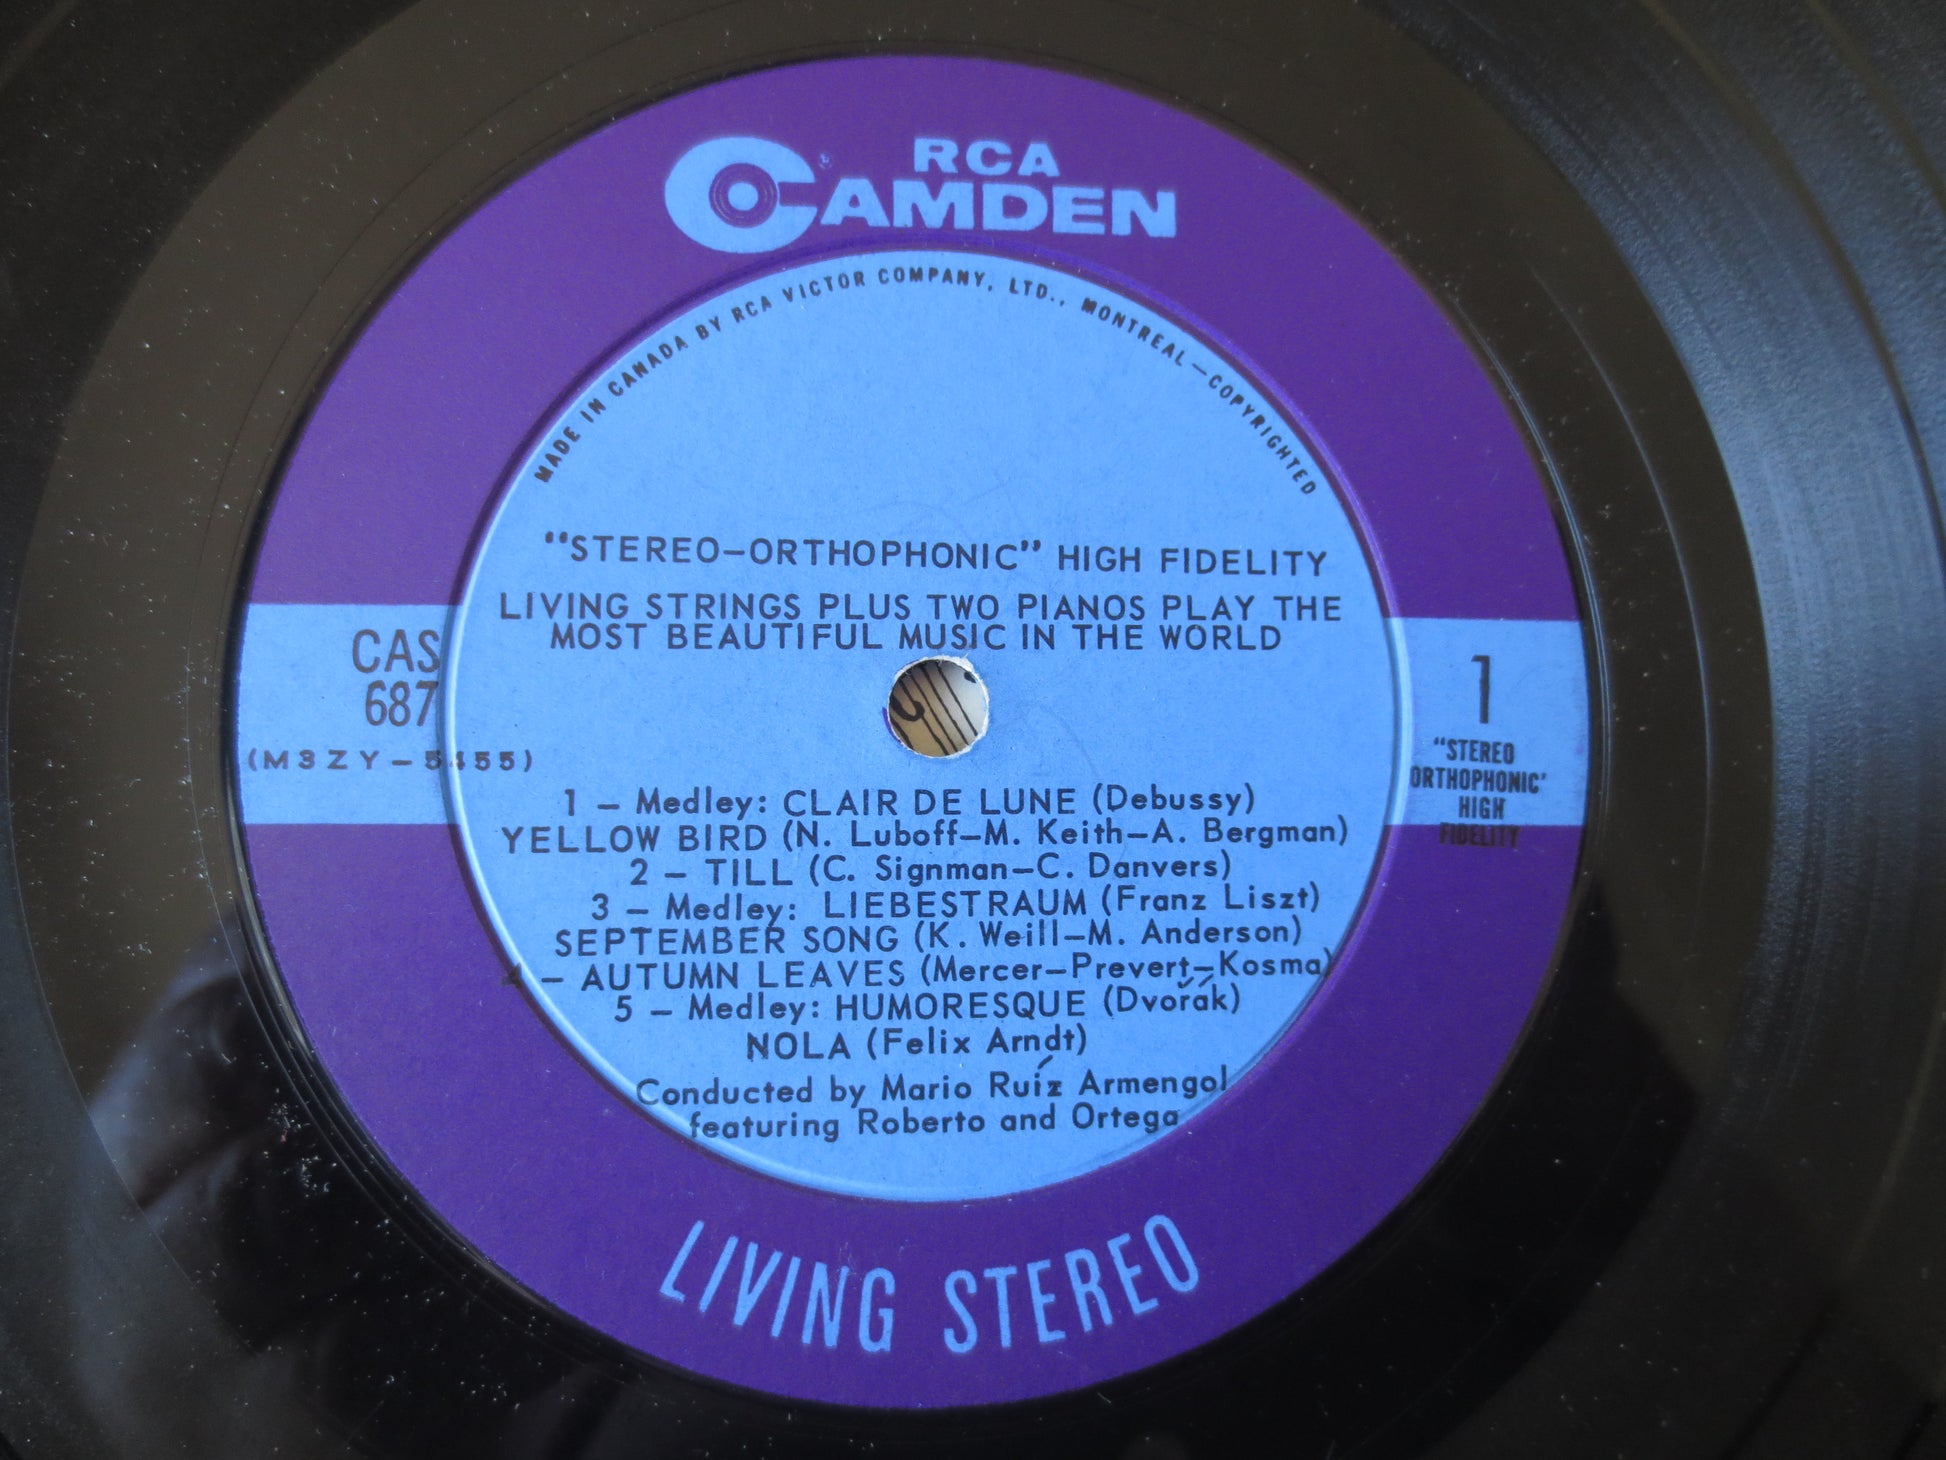 RCA
CAMDEN
MADE IN CANADA BY RCA VICTOR COMPANY, LTD., MONTREAL—COPYRIGHTED
"STEREO-ORTHOPHONIC" HIGH FIDELITY
LIVING STRINGS PLUS TWO PIANOS PLAY THE
MOST BEAUTIFUL MUSIC IN THE WORLD
CAS
687
(M3ZY-5455)
1
"STEREO
ORTHOPHONIC"
HIGH
FIDELITY
1 – Medley: CLAIR DE LUNE (Debussy)
YELLOW BIRD (N. Luboff–M. Keith–A. Bergman)
2 – TILL (C. Signman–C. Danvers)
3 – Medley: LIEBESTRAUM (Franz Liszt)
SEPTEMBER SONG (K. Weill–M. Anderson)
4 – AUTUMN LEAVES (Mercer–Prevert–Kosma)
5 – Medley: HUMORESQUE (Dvořák)
NOLA (Felix Arndt)
Conducted by Mario Ruíz Armengol
featuring Roberto and Ortega
LIVING STEREO